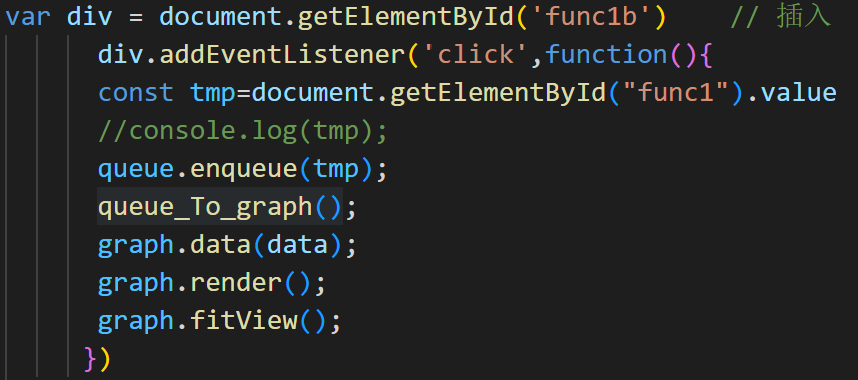 var div = document.getElementById('func1b')    // 插入
div.addEventListener('click',function(){
const tmp=document.getElementById("func1").value
//console.log(tmp);
queue.enqueue(tmp);
queue_To_graph();
graph.data(data);
graph.render();
graph.fitView();
})